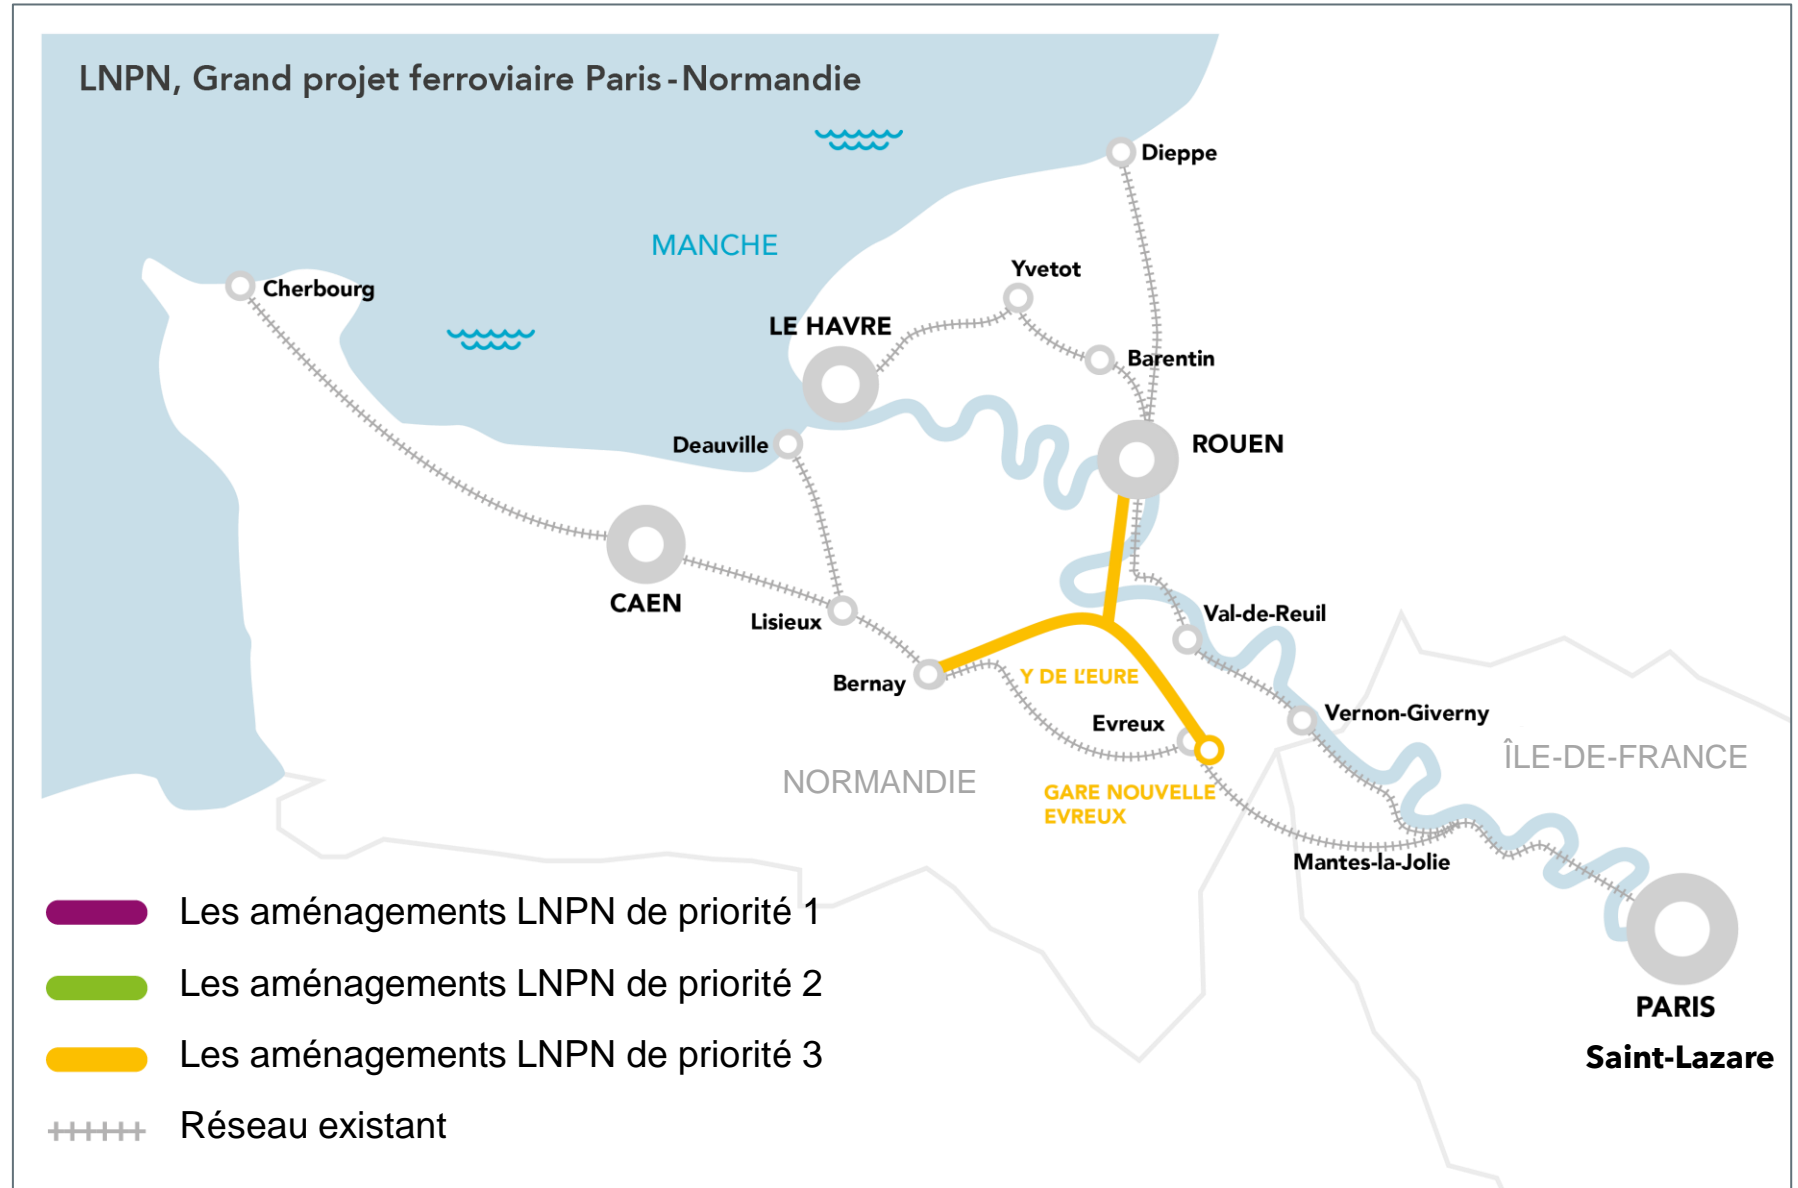 LNPN, Grand projet ferroviaire Paris-Normandie
Dieppe
MANCHE
Yvetot
Cherbourg
LE HAVRE
Barentin
Deauville
ROUEN
CAEN
Lisieux
Val-de-Reuil
Bernay
Y DE L'EURE
Vernon-Giverny
Evreux
ÎLE-DE-FRANCE
NORMANDIE
GARE NOUVELLE
EVREUX
Mantes-la-Jolie
Les aménagements LNPN de priorité 1
Les aménagements LNPN de priorité 2
PARIS
Saint-Lazare
Les aménagements LNPN de priorité 3
Réseau existant